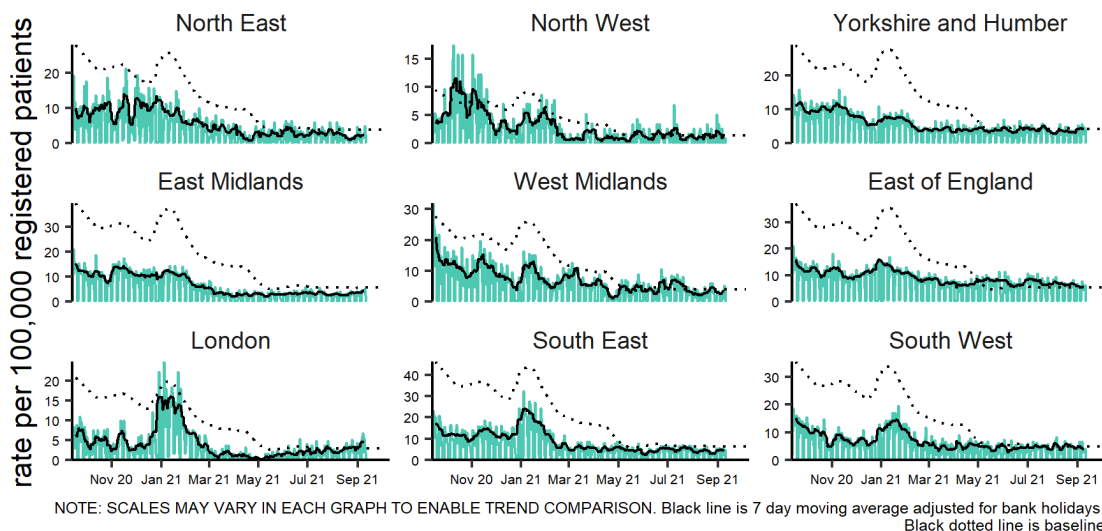 rate per 100,000 registered patients
North East
20
10
0
North West
15
10
5
0
Yorkshire and Humber
20
10
0
East Midlands
30
20
10
0
West Midlands
30
20
10
0
East of England
30
20
10
0
London
20
15
10
5
0
Nov 20 Jan 21 Mar 21 May 21 Jul 21 Sep 21
South East
40
30
20
10
0
Nov 20 Jan 21 Mar 21 May 21 Jul 21 Sep 21
South West
30
20
10
0
Nov 20 Jan 21 Mar 21 May 21 Jul 21 Sep 21
NOTE: SCALES MAY VARY IN EACH GRAPH TO ENABLE TREND COMPARISON. Black line is 7 day moving average adjusted for bank holidays.
Black dotted line is baseline